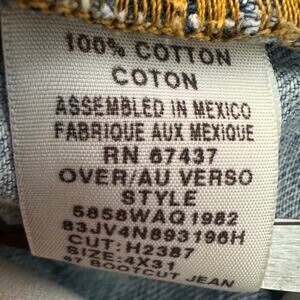 100% COTTON
COTON
ASSEMBLED IN MEXICO
FABRIQUE AUX MEXIQUE
RN 67437
OVER/AU VERSO
STYLE
5858WAQ1982
83JV4N893196H
CUT: H2387
SIZE: 4X31
#7 BOOTCUT JEAN